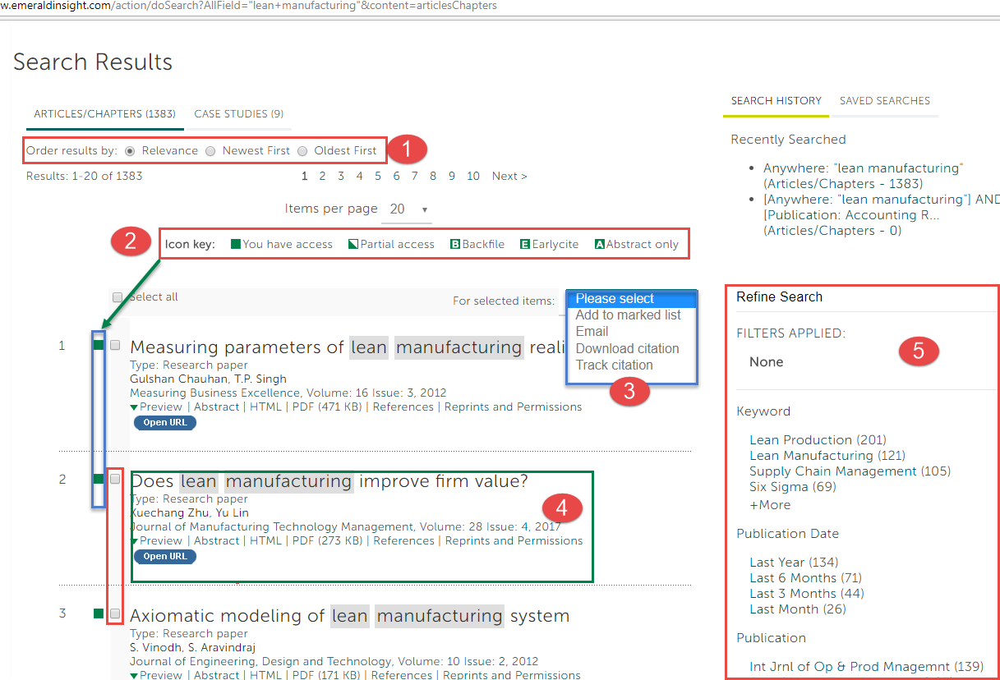 w.emeraldinsight.com/action/doSearch?AllField="lean+manufacturing"&content=articlesChapters
Search Results
ARTICLES/CHAPTERS (1383) CASE STUDIES (9)
Order results by: Relevance Newest First Oldest First 1
Results: 1-20 of 1383 1 2 3 4 5 6 7 8 9 10 Next >
Items per page 20
2 Icon key: You have access Partial access B Backfile E Earlycite A Abstract only
Select all For selected items:
Please select
Add to marked list
Email
Download citation
Track citation
3
1 Measuring parameters of lean manufacturing reali
Type: Research paper
Gulshan Chauhan, T.P. Singh
Measuring Business Excellence, Volume: 16 Issue: 3, 2012
Preview | Abstract | HTML | PDF (471 KB) | References | Reprints and Permissions
Open URL
2 Does lean manufacturing improve firm value?
Type: Research paper
Xuechang Zhu, Yu Lin
4
Journal of Manufacturing Technology Management, Volume: 28 Issue: 4, 2017
Preview | Abstract | HTML | PDF (273 KB) | References | Reprints and Permissions
Open URL
3 Axiomatic modeling of lean manufacturing system
Type: Research paper
S. Vinodh, S. Aravindraj
Journal of Engineering, Design and Technology, Volume: 10 Issue: 2, 2012
Preview | Abstract | HTML | PDF (171 KB) | References | Reprints and Permissions
SEARCH HISTORY SAVED SEARCHES
Recently Searched
• Anywhere: "lean manufacturing"
(Articles/Chapters - 1383)
• [Anywhere: "lean manufacturing"] AND
[Publication: Accounting R...
(Articles/Chapters - 0)
Refine Search
FILTERS APPLIED:
None
5
Keyword
Lean Production (201)
Lean Manufacturing (121)
Supply Chain Management (105)
Six Sigma (69)
+More
Publication Date
Last Year (134)
Last 6 Months (71)
Last 3 Months (44)
Last Month (26)
Publication
Int Jrnl of Op & Prod Mnagemnt (139)